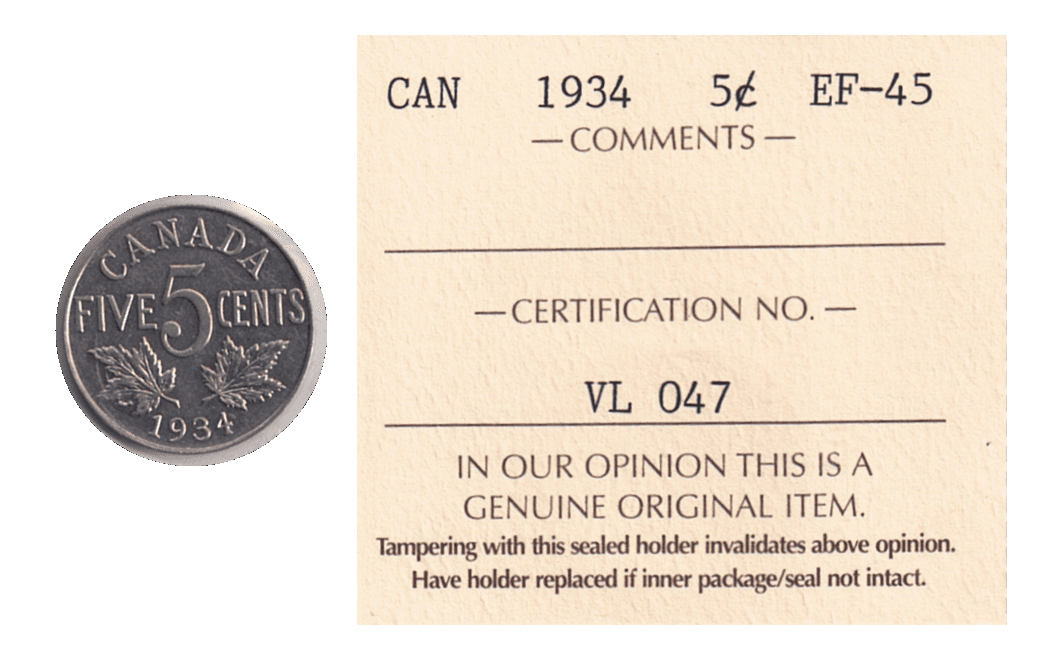 CANADA
FIVE 5 CENTS
1934
CAN 1934 5¢ EF-45
— COMMENTS —
— CERTIFICATION NO. —
VL 047
IN OUR OPINION THIS IS A
GENUINE ORIGINAL ITEM.
Tampering with this sealed holder invalidates above opinion.
Have holder replaced if inner package/seal not intact.